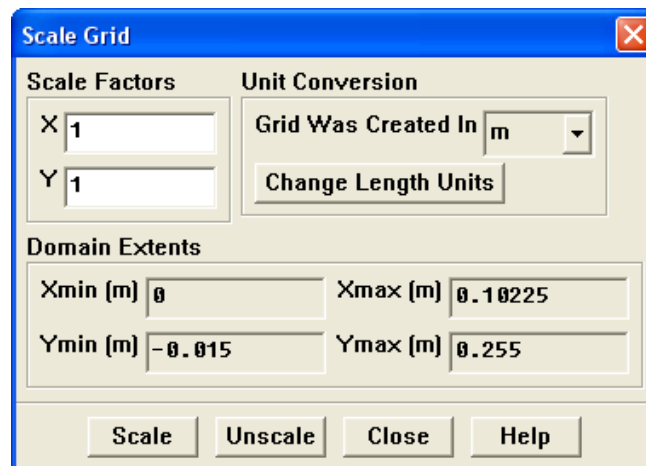 Scale Grid
Scale Factors
X 1
Y 1
Unit Conversion
Grid Was Created In m
Change Length Units
Domain Extents
Xmin (m) 0 Xmax (m) 0.10225
Ymin (m) -0.015 Ymax (m) 0.255
Scale Unscale Close Help